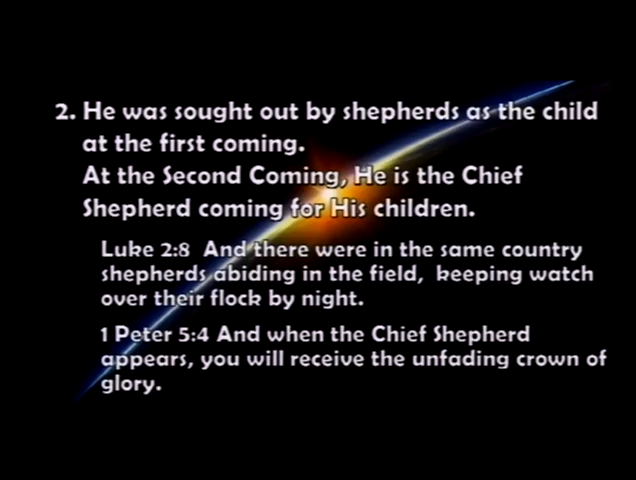 2. He was sought out by shepherds as the child
at the first coming.
At the Second Coming, He is the Chief
Shepherd coming for His children.
Luke 2:8 And there were in the same country
shepherds abiding in the field, keeping watch
over their flock by night.
1 Peter 5:4 And when the Chief Shepherd
appears, you will receive the unfading crown of
glory.